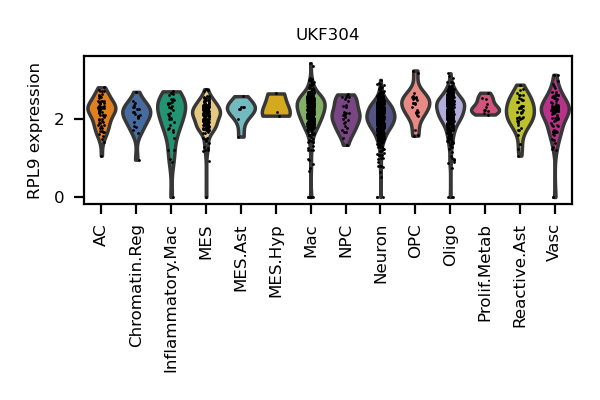 UKF304
RPL9 expression
2
0
AC
Chromatin.Reg
Inflammatory.Mac
MES
MES.Ast
MES.Hyp
Mac
NPC
Neuron
OPC
Oligo
Prolif.Metab
Reactive.Ast
Vasc